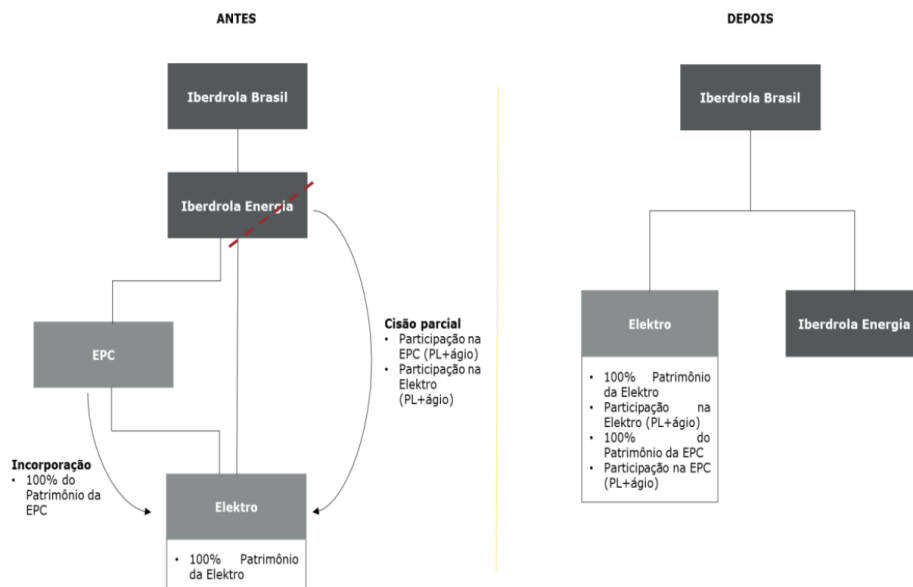 ANTES
Iberdrola Brasil
Iberdrola Energia
EPC
Cisão parcial
• Participação na
EPC (PL+ágio)
• Participação na
Elektro
(PL+ágio)
Incorporação
• 100% do
Patrimônio da
EPC
Elektro
• 100% Patrimônio
da Elektro
DEPOIS
Iberdrola Brasil
Elektro
• 100% Patrimônio
da Elektro
• Participação na
Elektro (PL+ágio)
• 100% do
Patrimônio da EPC
• Participação na EPC
(PL+ágio)
Iberdrola Energia